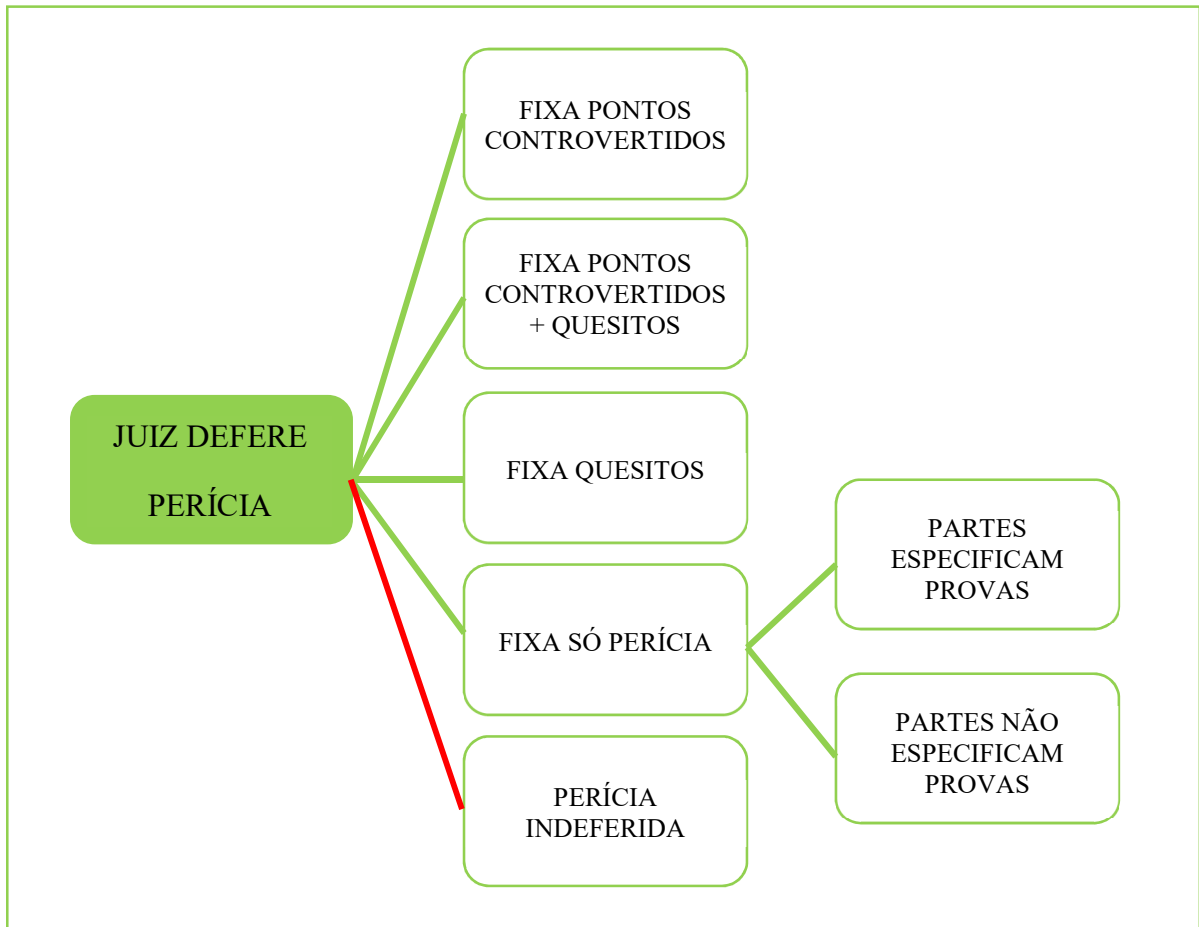 JUIZ DEFERE
PERÍCIA
FIXA PONTOS
CONTROVERTIDOS
FIXA PONTOS
CONTROVERTIDOS
+ QUESITOS
FIXA QUESITOS
FIXA SÓ PERÍCIA
PERÍCIA
INDEFERIDA
PARTES
ESPECIFICAM
PROVAS
PARTES NÃO
ESPECIFICAM
PROVAS